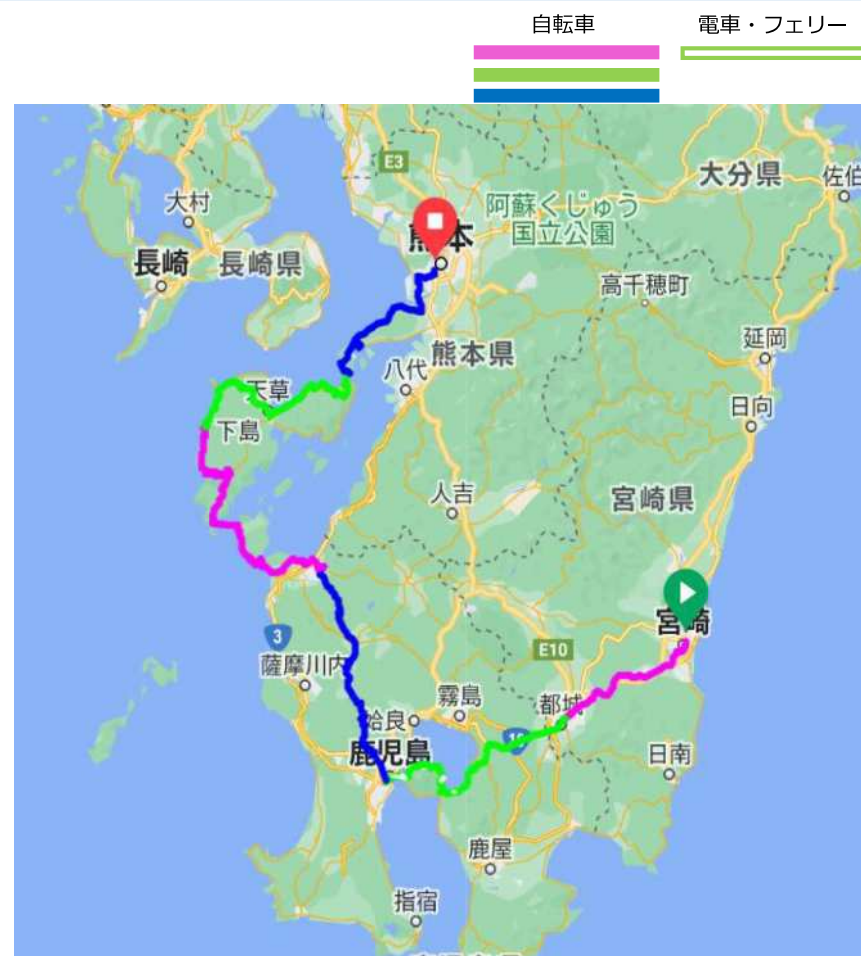 自転車
電車・フェリー
E3
大分県
佐伯
大村
阿蘇くじゅう
国立公園
熊本
長崎
長崎県
高千穂町
延岡
熊本県
八代
天草
日向
下島
人吉
宮崎県
宮崎
3
E10
薩摩川内
霧島
都城
姶良
10
鹿児島
日南
鹿屋
指宿